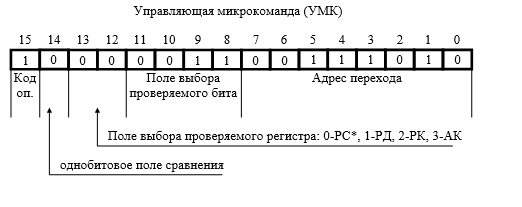 Управляющая микрокоманда (УМК)
15 14 13 12 11 10 9 8 7 6 5 4 3 2 1 0
1 0 0 0 0 0 1 1 0 0 1 1 1 0 1 0
Код оп.
Поле выбора
проверяемого бита
Адрес перехода
Поле выбора проверяемого регистра: 0-РС*, 1-РД, 2-РК, 3-АК
однобитовое поле сравнения